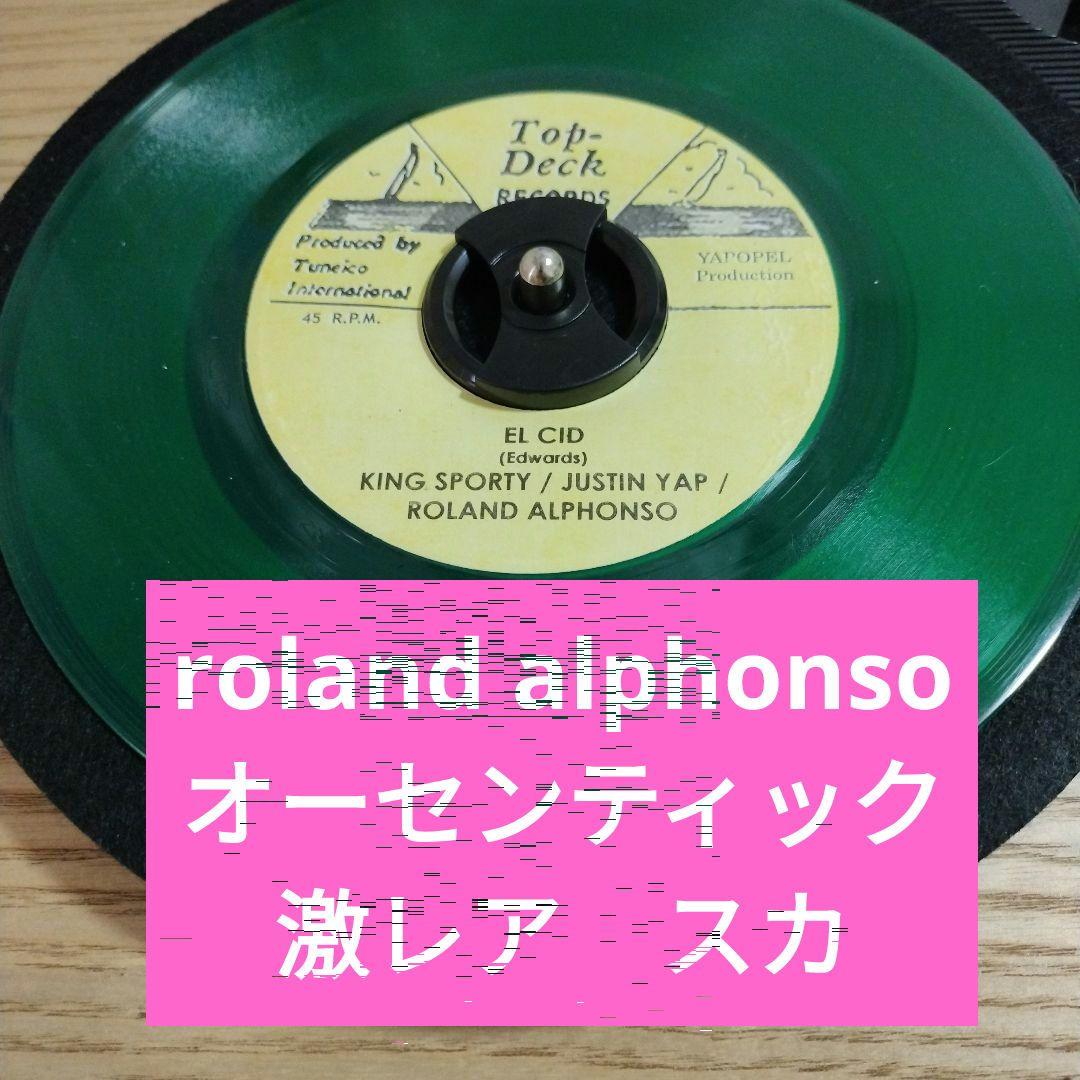 Top-
Deck
RECORDS
Produced by
Tuneico
International
45 R.P.M.
YAPOPEL
Production
EL CID
(Edwards)
KING SPORTY / JUSTIN YAP /
ROLAND ALPHONSO
roland alphonso
オーセンティック
激レア　スカ